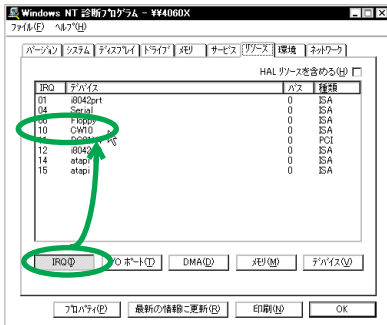 Windows NT 診断プログラム - ¥¥4060X
ファイル(F) ヘルプ(H)
バージョン システム ディスプレイ ドライブ メモリ サービス リソース 環境 ネットワーク
HAL リソースを含める(H)
IRQ デバイス バス 種類
01 i8042prt 0 ISA
04 Serial 0 ISA
06 Floppy 0 ISA
10 CW10 0 ISA
0 PCI
12 i8042 0 ISA
14 atapi 0 ISA
15 atapi 0 ISA
IRQ(I) I/O ポート(T) DMA(D) メモリ(M) デバイス(V)
プロパティ(P) 最新の情報に更新(R) 印刷(N) OK